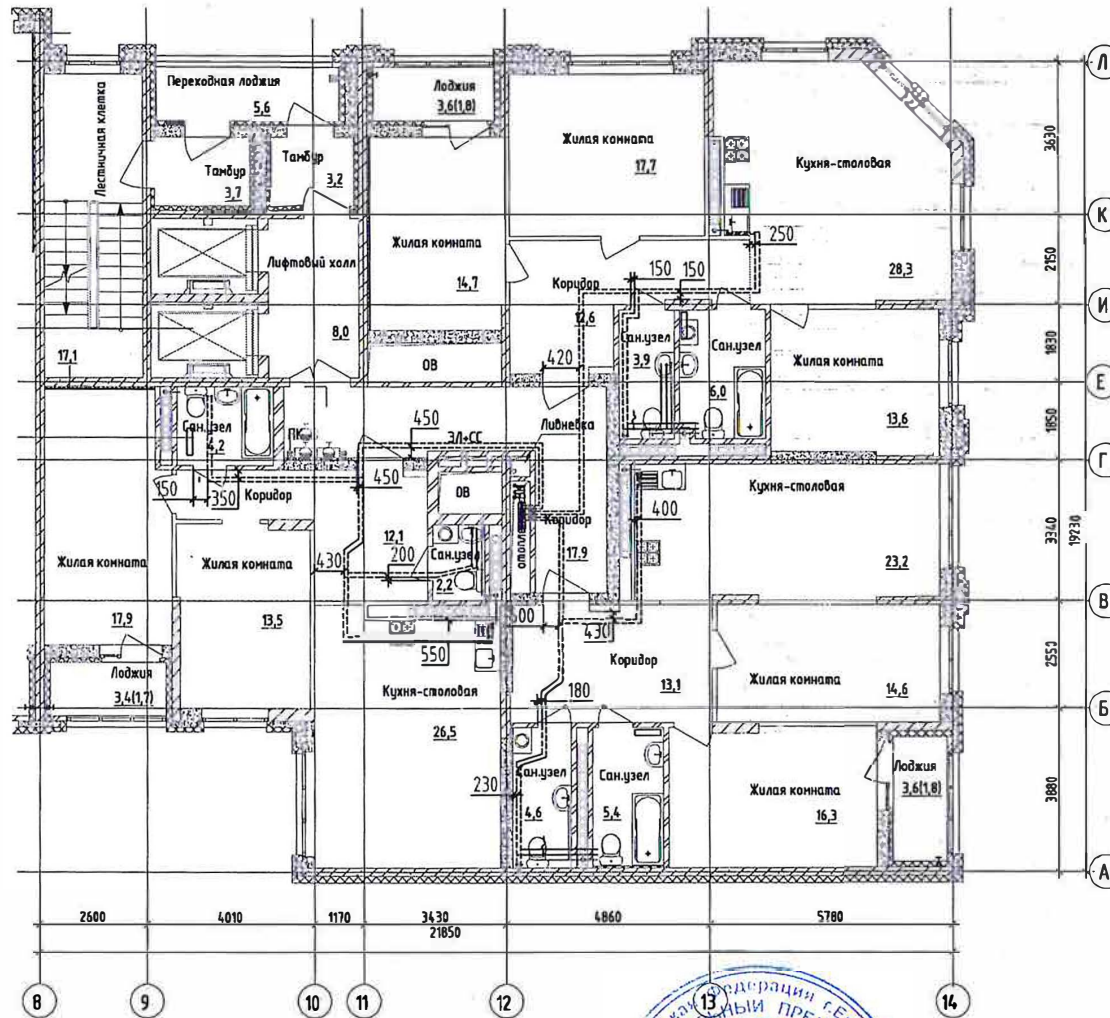 Переходная лоджия
5,6
Лоджия
3,6(1,8)
Лестничная клетка
Тамбур
3,7
Тамбур
3,2
Жилая комната
17,7
Кухня-столовая
28,3
Лифтовый холл
8,0
Жилая комната
14,7
Коридор
12,6
250
150
150
420
ОВ
17,1
Сан.узел
3,9
Сан.узел
6,0
Жилая комната
13,6
Сан.узел
4,2
ПК
450
ЭЛ+СС
Ливневка
450
ОВ
150
350
Коридор
12,1
200
430
Сан.узел
2,2
отопление
Коридор
17,9
400
Кухня-столовая
23,2
Жилая комната
17,9
Жилая комната
13,5
Лоджия
3,4(1,7)
550
600
430
Кухня-столовая
26,5
Коридор
13,1
180
Жилая комната
14,6
230
Сан.узел
4,6
Сан.узел
5,4
Жилая комната
16,3
Лоджия
3,6(1,8)
Л
К
И
Е
Г
В
Б
А
3630
2150
1830
1850
3340
2550
3880
19230
2600
4010
1170
3430
4860
5780
21850
8
9
10
11
12
13
14